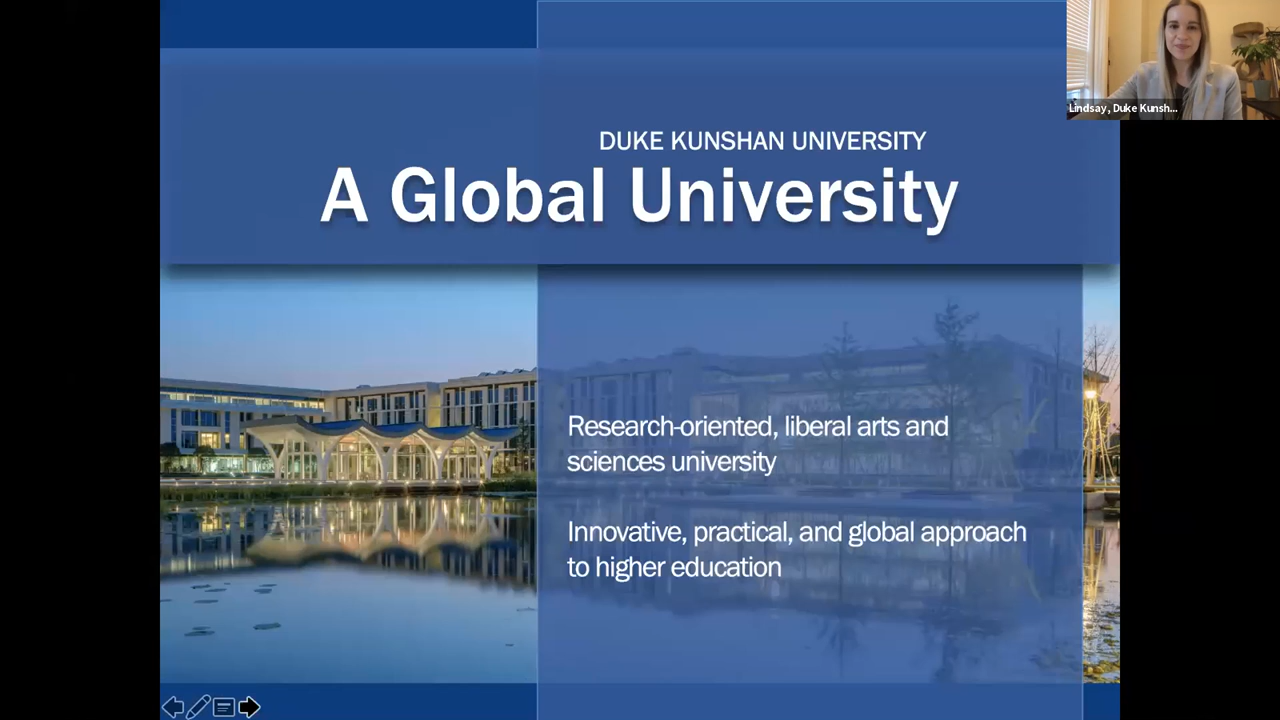 Lindsay, Duke Kunsh...
DUKE KUNSHAN UNIVERSITY
A Global University
Research-oriented, liberal arts and
sciences university
Innovative, practical, and global approach
to higher education